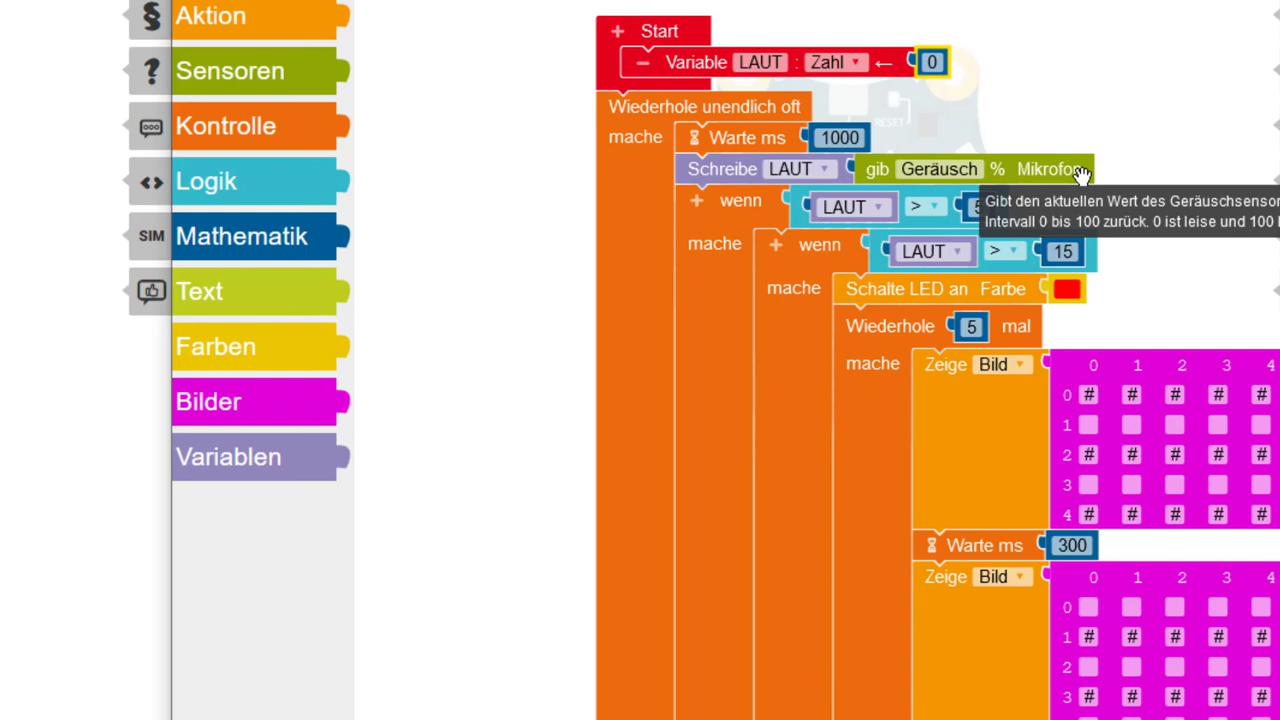 Aktion
Sensoren
Kontrolle
Logik
SIM Mathematik
Text
Farben
Bilder
Variablen
+ Start
− Variable LAUT : Zahl ▾ ← 0
RESET
Wiederhole unendlich oft
mache Warte ms 1000
Schreibe LAUT ▾ gib Geräusch % Mikrofon
+ wenn LAUT ▾ > ▾ 5
Gibt den aktuellen Wert des Geräuschsensor
Intervall 0 bis 100 zurück. 0 ist leise und 100
mache + wenn LAUT ▾ > ▾ 15
mache Schalte LED an Farbe
Wiederhole 5 mal
mache Zeige Bild ▾
0 1 2 3 4
0 # # # # #
1
2 # # # # #
3
4 # # # # #
Warte ms 300
Zeige Bild ▾
0 1 2 3 4
0
1 # # # # #
2
3 # # # # #